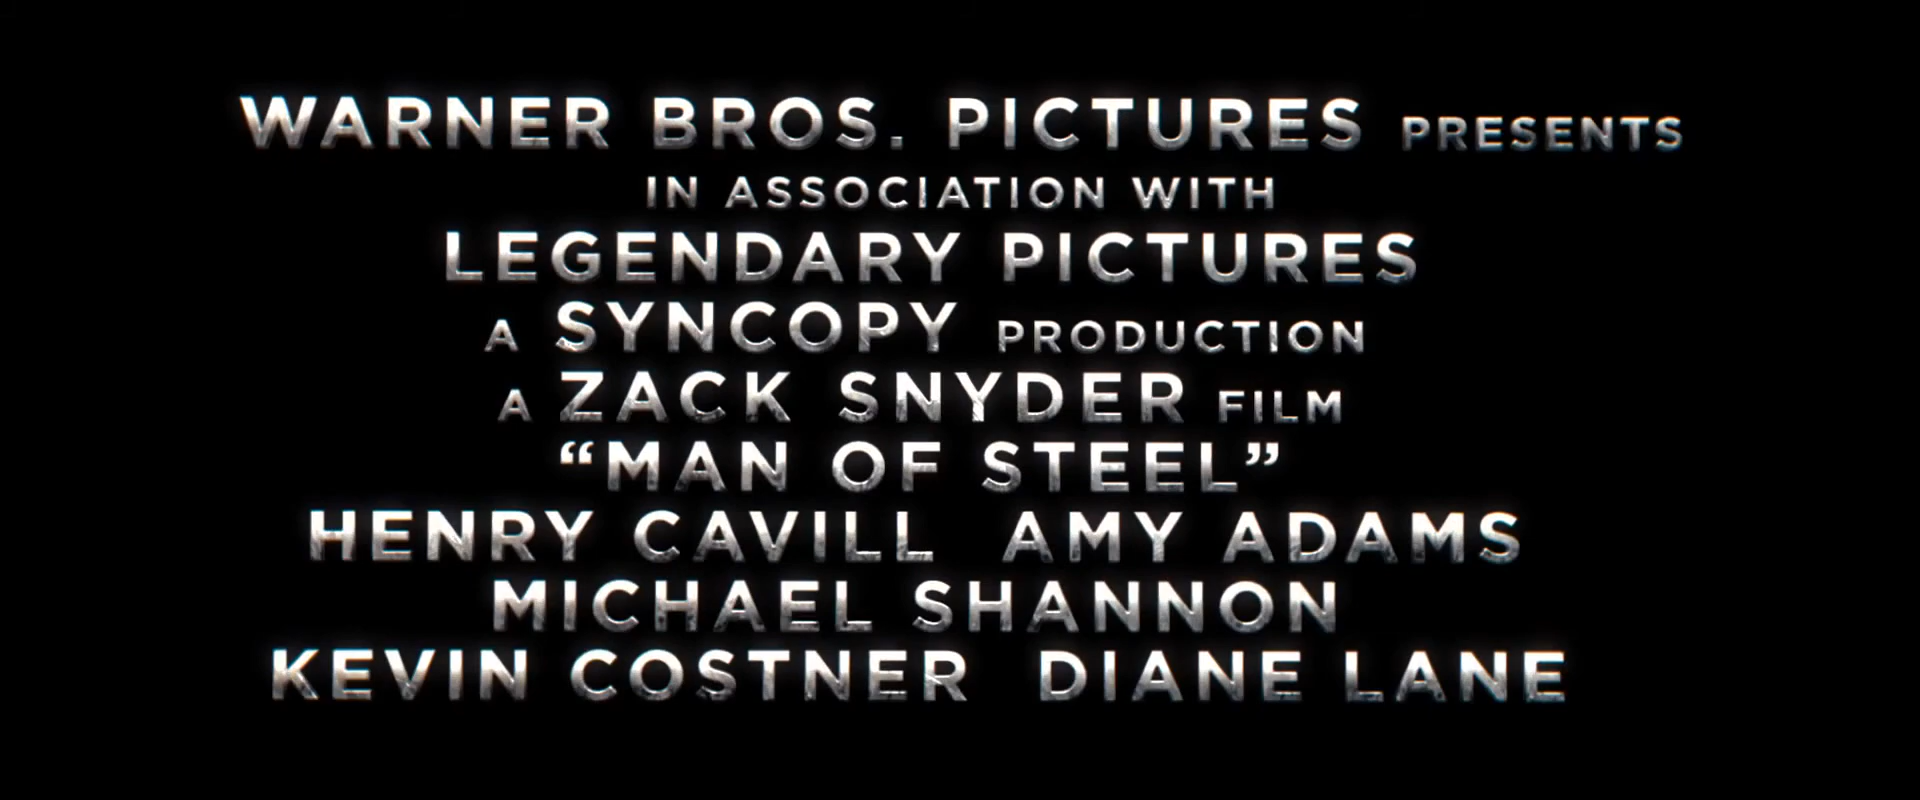 WARNER BROS. PICTURES PRESENTS
IN ASSOCIATION WITH
LEGENDARY PICTURES
A SYNCOPY PRODUCTION
A ZACK SNYDER FILM
“MAN OF STEEL”
HENRY CAVILL AMY ADAMS
MICHAEL SHANNON
KEVIN COSTNER DIANE LANE